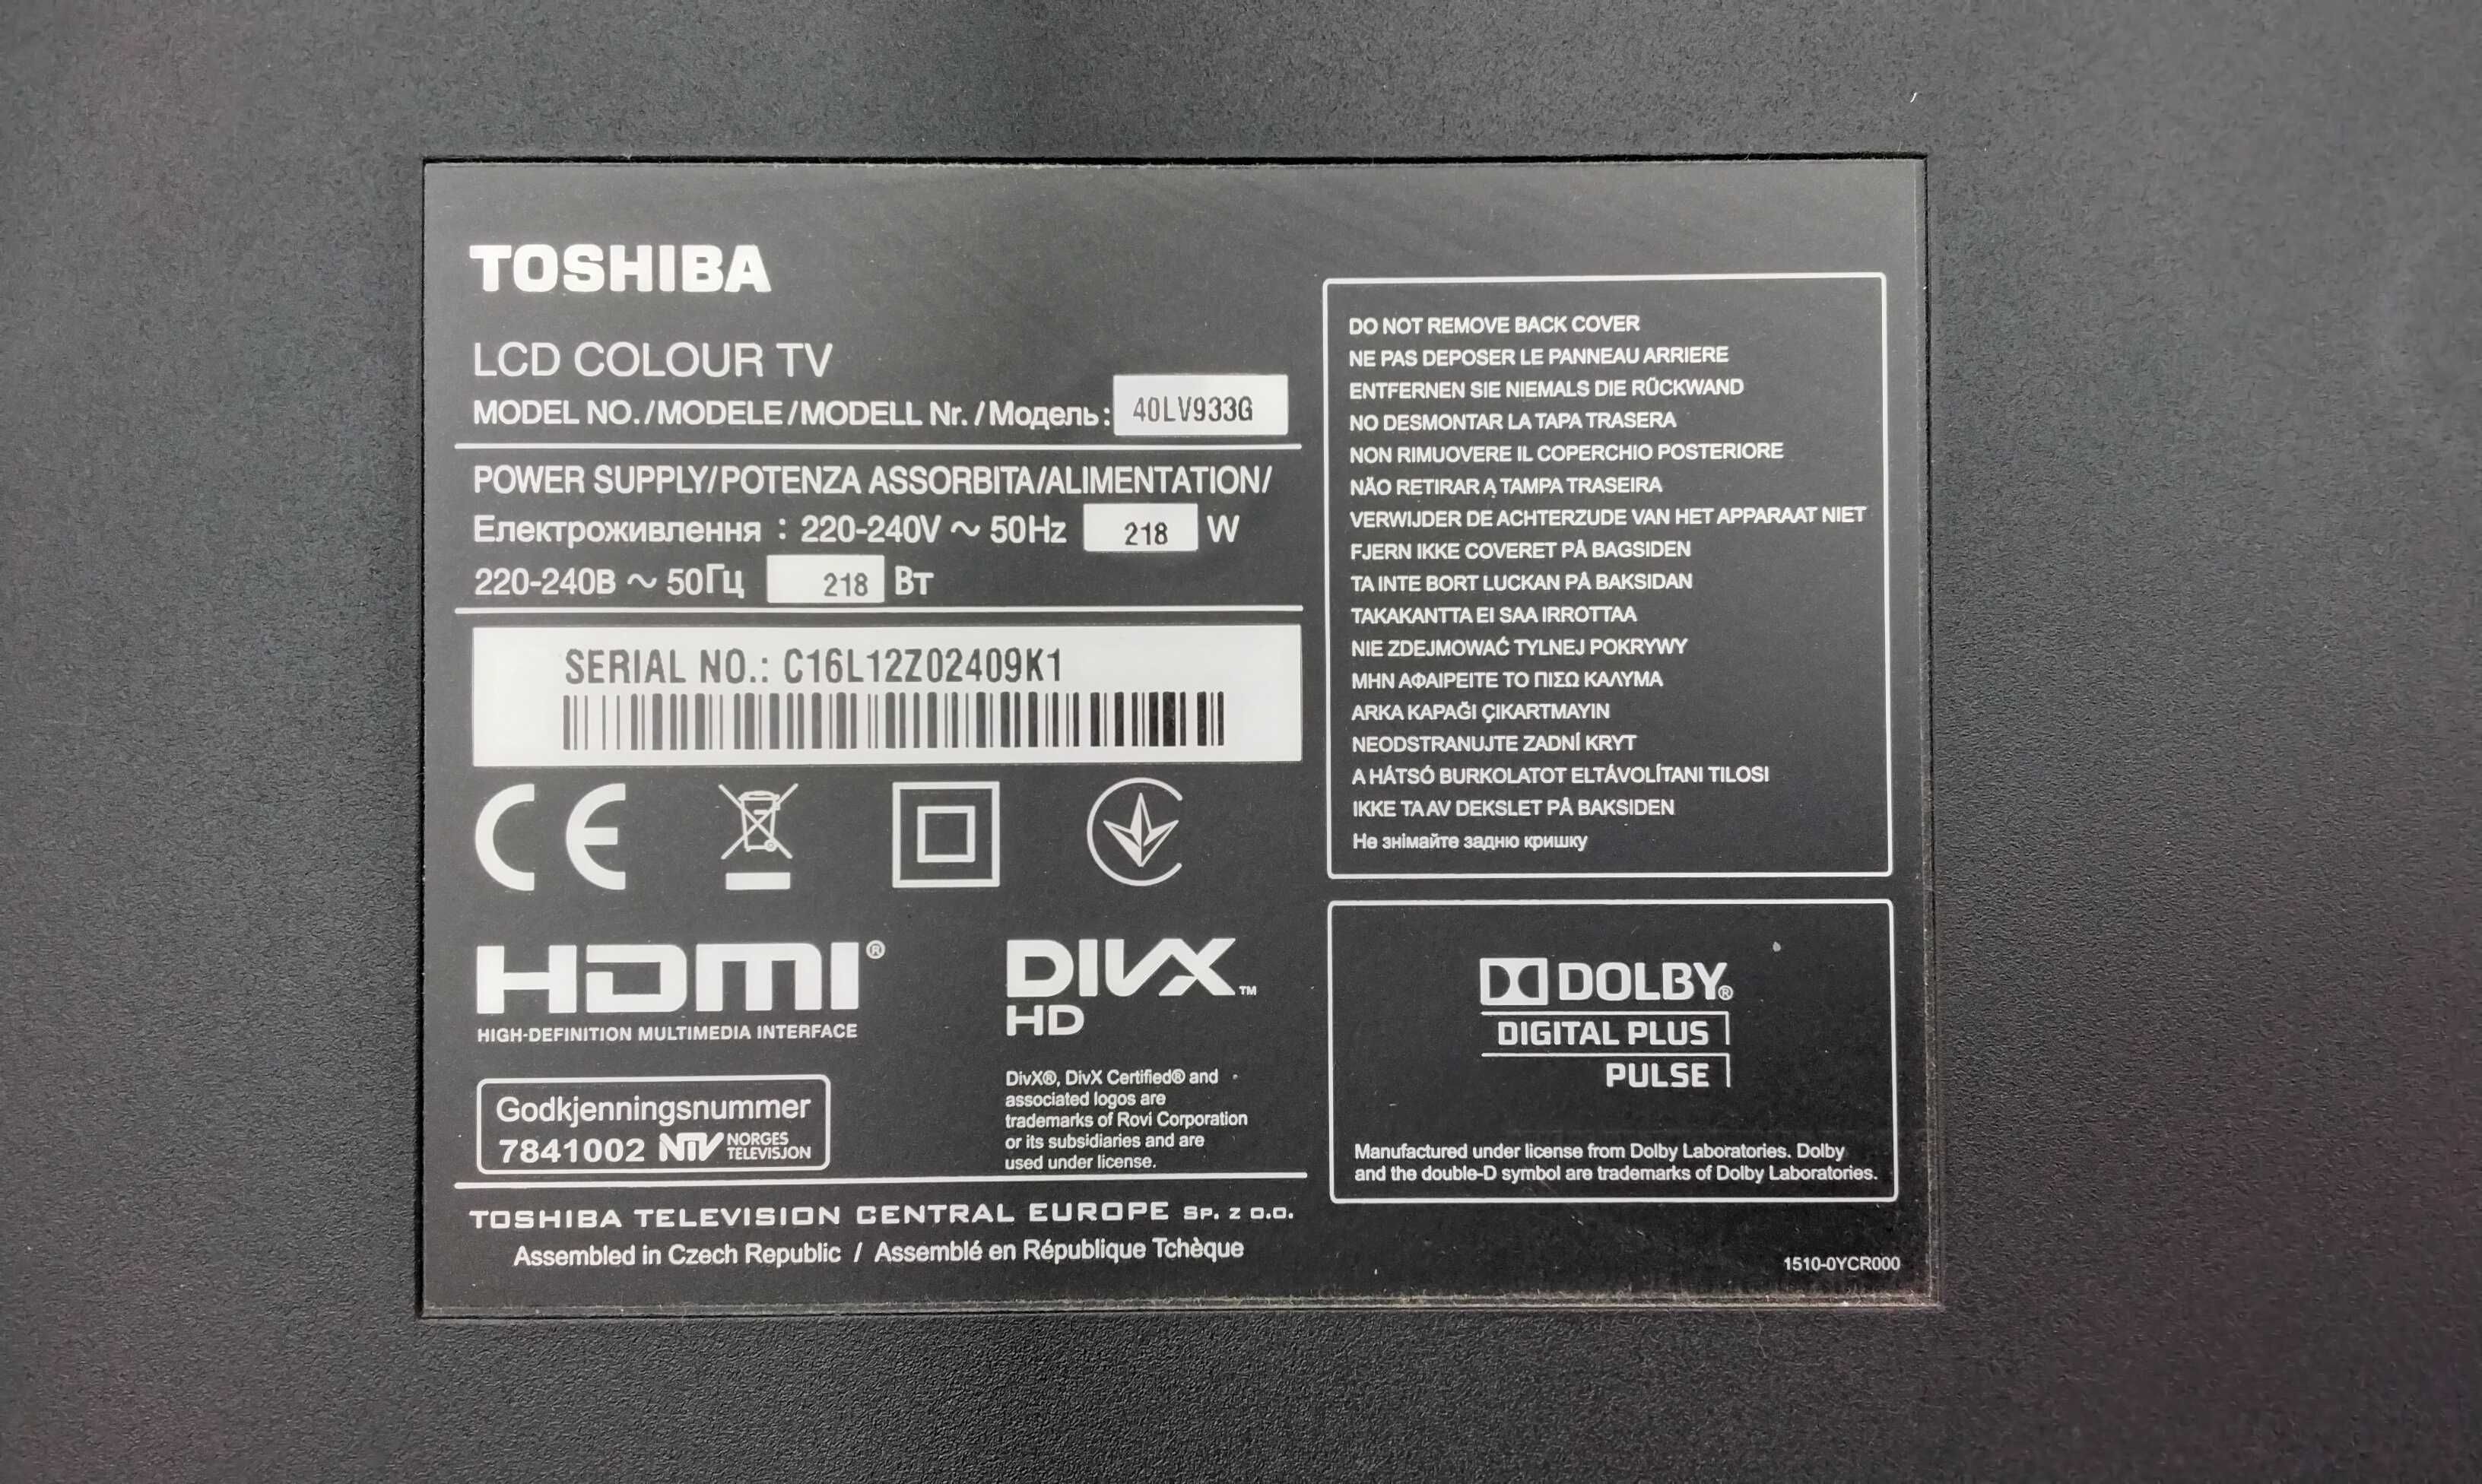 TOSHIBA
LCD COLOUR TV
MODEL NO./MODELE/MODELL Nr./Модель: 40LV933G
POWER SUPPLY/POTENZA ASSORBITA/ALIMENTATION/
Електроживлення : 220-240V ~ 50Hz 218 W
220-240В ~ 50Гц 218 Вт
SERIAL NO.: C16L12Z02409K1
CE
HDMI®
HIGH-DEFINITION MULTIMEDIA INTERFACE
DIVX™
HD
Godkjenningsnummer
7841002 NTV NORGES
TELEVISJON
DivX®, DivX Certified® and
associated logos are
trademarks of Rovi Corporation
or its subsidiaries and are
used under license.
TOSHIBA TELEVISION CENTRAL EUROPE SP. Z O.O.
Assembled in Czech Republic / Assemblé en République Tchèque
DO NOT REMOVE BACK COVER
NE PAS DEPOSER LE PANNEAU ARRIERE
ENTFERNEN SIE NIEMALS DIE RÜCKWAND
NO DESMONTAR LA TAPA TRASERA
NON RIMUOVERE IL COPERCHIO POSTERIORE
NÃO RETIRAR A TAMPA TRASEIRA
VERWIJDER DE ACHTERZUDE VAN HET APPARAAT NIET
FJERN IKKE COVERET PÅ BAGSIDEN
TA INTE BORT LUCKAN PÅ BAKSIDAN
TAKAKANTTA EI SAA IRROTTAA
NIE ZDEJMOWAĆ TYLNEJ POKRYWY
ΜΗΝ ΑΦΑΙΡΕΙΤΕ ΤΟ ΠΙΣΩ ΚΑΛΥΜΑ
ARKA KAPAĞI ÇIKARTMAYIN
NEODSTRANUJTE ZADNÍ KRYT
A HÁTSÓ BURKOLATOT ELTÁVOLÍTANI TILOSI
IKKE TA AV DEKSLET PÅ BAKSIDEN
Не знімайте задню кришку
DOLBY®
DIGITAL PLUS
PULSE
Manufactured under license from Dolby Laboratories. Dolby
and the double-D symbol are trademarks of Dolby Laboratories.
1510-0YCR000